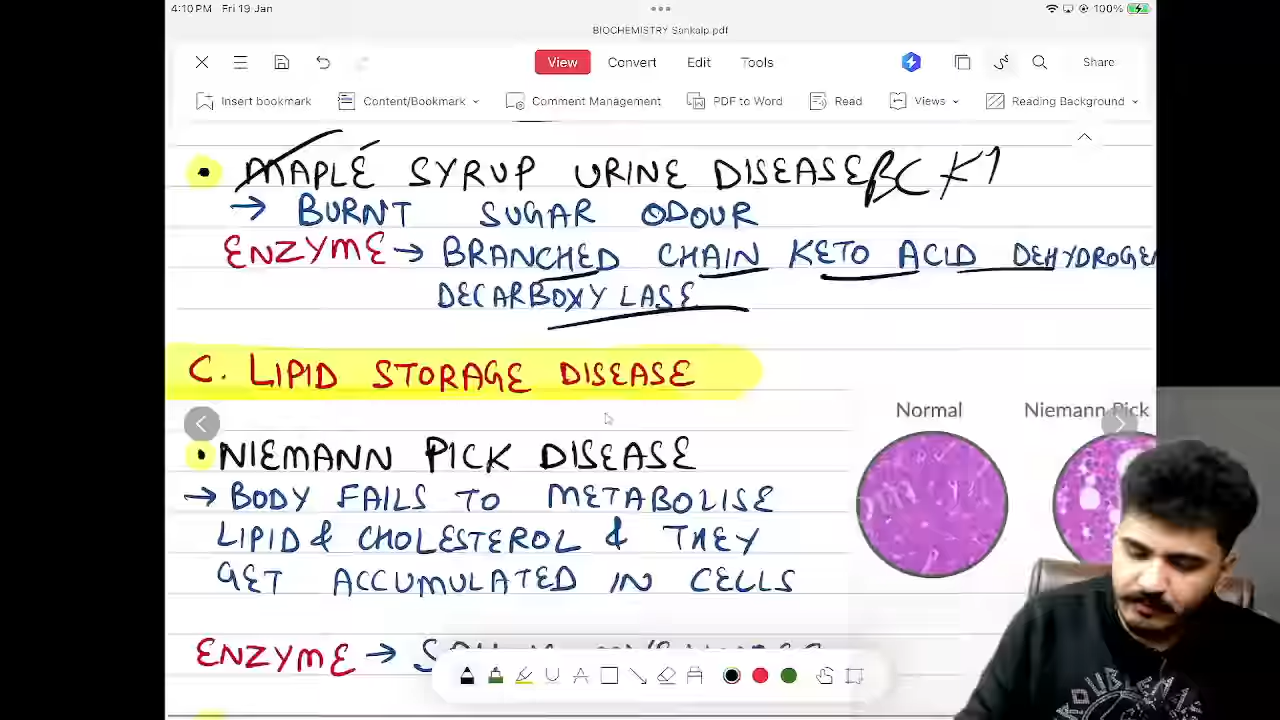 4:10 PM Fri 19 Jan
100%
BIOCHEMISTRY Sankalp.pdf
View Convert Edit Tools Share
Insert bookmark Content/Bookmark Comment Management PDF to Word Read Views Reading Background
• MAPLE SYRUP URINE DISEASE BCK
→ BURNT SUGAR ODOUR
ENZYME → BRANCHED CHAIN KETO ACID DEHYDROGEN
DECARBOXYLASE
C. LIPID STORAGE DISEASE
Normal Niemann Pick
• NIEMANN PICK DISEASE
→ BODY FAILS TO METABOLISE
LIPID & CHOLESTEROL & THEY
GET ACCUMULATED IN CELLS
ENZYME →